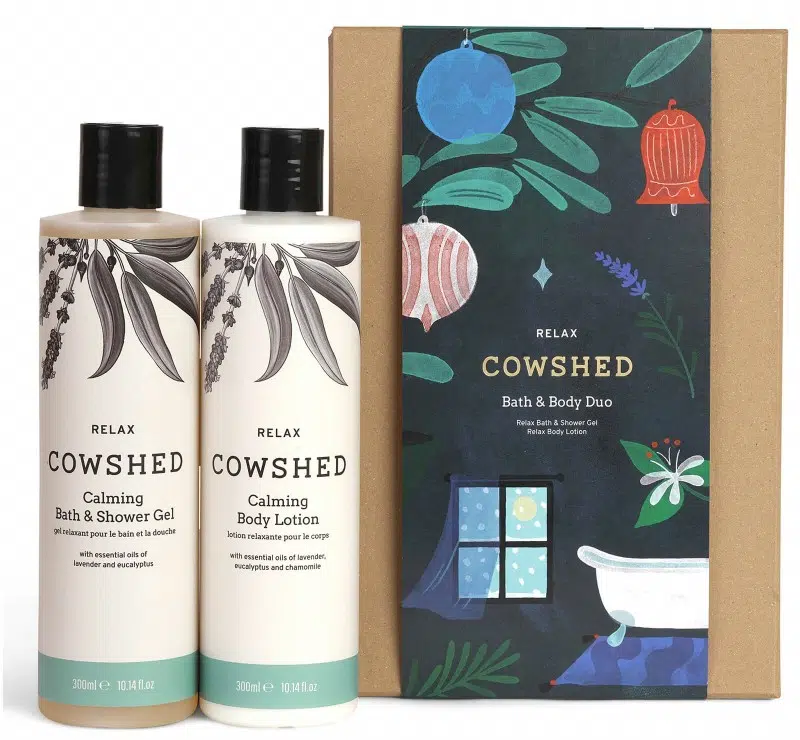 RELAX
COWSHED
Calming
Bath & Shower Gel
gel relaxant pour le bain et la douche
with essential oils of
lavender and eucalyptus
300ml ℮ 10.14 fl.oz
RELAX
COWSHED
Calming
Body Lotion
lotion relaxante pour le corps
with essential oils of lavender,
eucalyptus and chamomile
300ml ℮ 10.14 fl.oz
RELAX
COWSHED
Bath & Body Duo
Relax Bath & Shower Gel
Relax Body Lotion